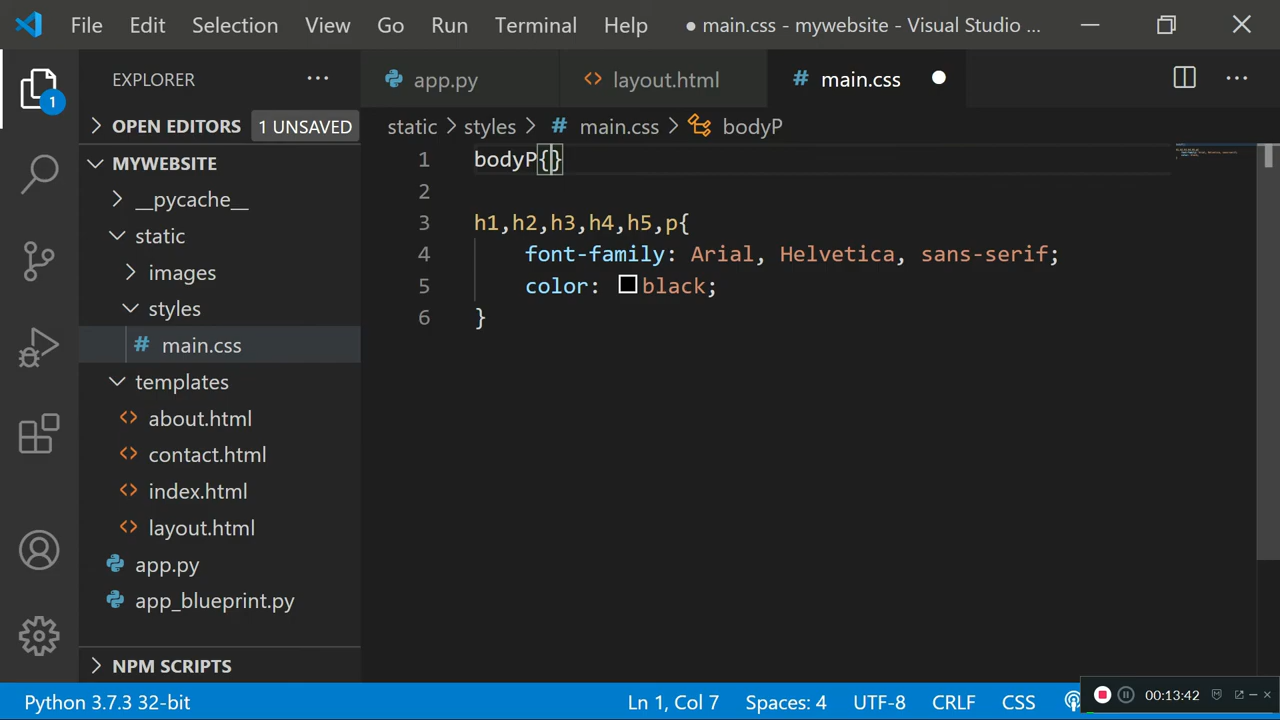 File Edit Selection View Go Run Terminal Help ● main.css - mywebsite - Visual Studio ...
EXPLORER ...
app.py layout.html # main.css ●
OPEN EDITORS 1 UNSAVED
static > styles > # main.css > bodyP
MYWEBSITE
__pycache__
static
images
styles
# main.css
templates
about.html
contact.html
index.html
layout.html
app.py
app_blueprint.py
NPM SCRIPTS
1
1 bodyP{}
2
3 h1,h2,h3,h4,h5,p{
4 font-family: Arial, Helvetica, sans-serif;
5 color: black;
6 }
Python 3.7.3 32-bit Ln 1, Col 7 Spaces: 4 UTF-8 CRLF CSS
00:13:42